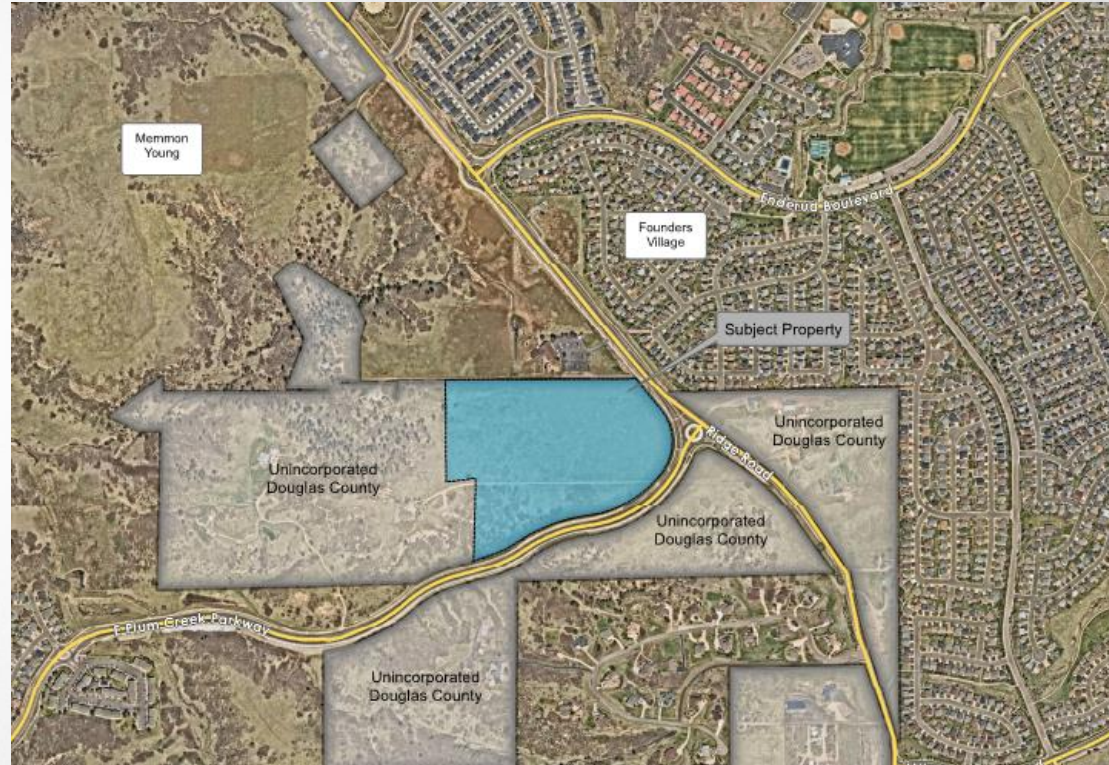 Memmon
Young
Enderud Boulevard
Founders
Village
Subject Property
Unincorporated
Douglas County
Ridge Road
Unincorporated
Douglas County
Unincorporated
Douglas County
E Plum Creek Parkway
Unincorporated
Douglas County